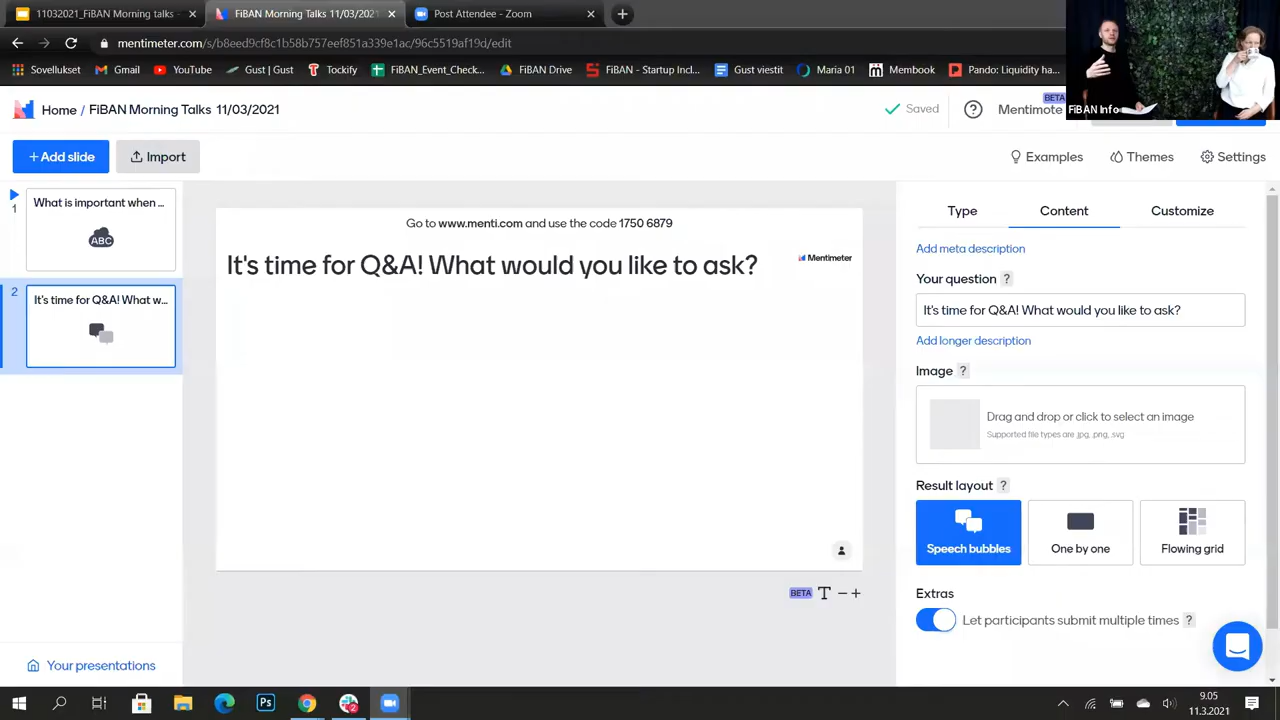 11032021_FiBAN Morning talks -
FiBAN Morning Talks 11/03/2021
Post Attendee - Zoom
mentimeter.com/s/b8eed9cf8c1b58b757eef851a339e1ac/96c5519af19d/edit
Sovellukset
Gmail
YouTube
Gust | Gust
Tockify
FiBAN_Event_Check...
FiBAN Drive
FiBAN - Startup Incl...
Gust viestit
Maria 01
Membook
Pando: Liquidity ha...
FiBAN Info
Home / FiBAN Morning Talks 11/03/2021
Saved
BETA
Mentimote
+ Add slide
Import
Examples
Themes
Settings
1
What is important when ...
ABC
2
It's time for Q&A! What w...
Go to www.menti.com and use the code 1750 6879
It's time for Q&A! What would you like to ask?
Mentimeter
BETA
T
Type
Content
Customize
Add meta description
Your question ?
It's time for Q&A! What would you like to ask?
Add longer description
Image ?
Drag and drop or click to select an image
Supported file types are .jpg, .png, .svg
Result layout ?
Speech bubbles
One by one
Flowing grid
Extras
Let participants submit multiple times ?
Your presentations
Ps
2
9.05
11.3.2021